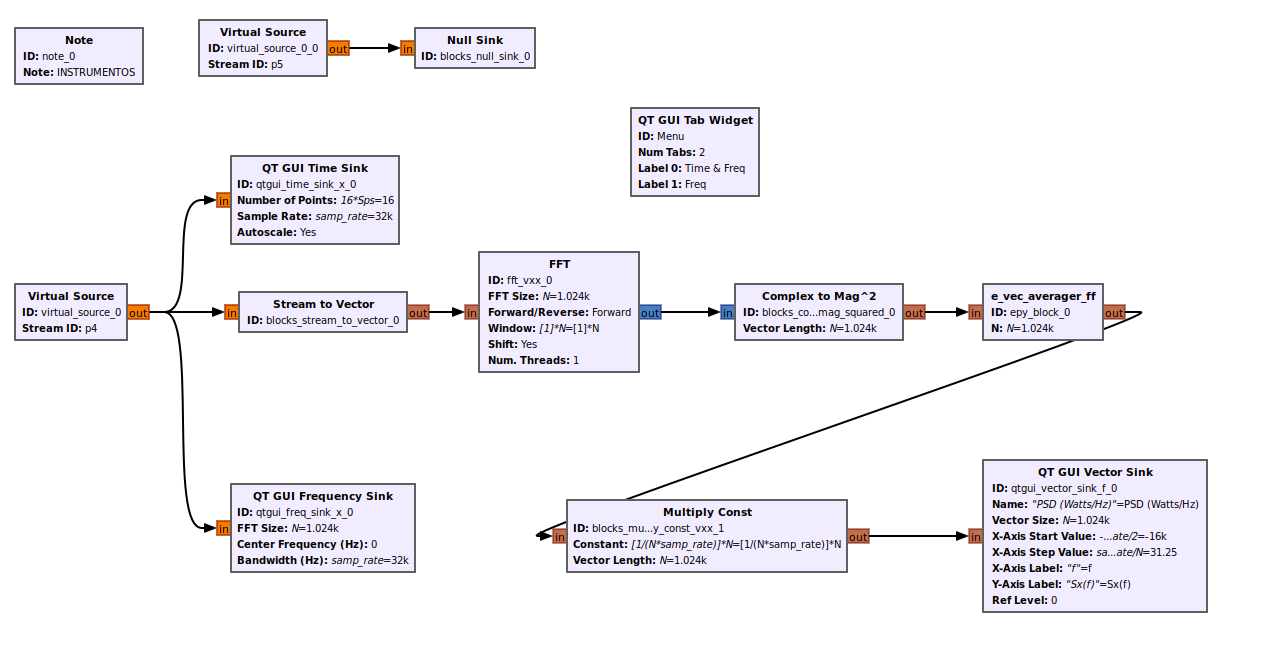 Note
ID: note_0
Note: INSTRUMENTOS
Virtual Source
ID: virtual_source_0_0
Stream ID: p5
out
in
Null Sink
ID: blocks_null_sink_0
QT GUI Tab Widget
ID: Menu
Num Tabs: 2
Label 0: Time & Freq
Label 1: Freq
in
QT GUI Time Sink
ID: qtgui_time_sink_x_0
Number of Points: 16*Sps=16
Sample Rate: samp_rate=32k
Autoscale: Yes
Virtual Source
ID: virtual_source_0
Stream ID: p4
out
in
Stream to Vector
ID: blocks_stream_to_vector_0
out
in
FFT
ID: fft_vxx_0
FFT Size: N=1.024k
Forward/Reverse: Forward
Window: [1]*N=[1]*N
Shift: Yes
Num. Threads: 1
out
in
Complex to Mag^2
ID: blocks_co...mag_squared_0
Vector Length: N=1.024k
out
in
e_vec_averager_ff
ID: epy_block_0
N: N=1.024k
out
in
QT GUI Frequency Sink
ID: qtgui_freq_sink_x_0
FFT Size: N=1.024k
Center Frequency (Hz): 0
Bandwidth (Hz): samp_rate=32k
in
Multiply Const
ID: blocks_mu...y_const_vxx_1
Constant: [1/(N*samp_rate)]*N=[1/(N*samp_rate)]*N
Vector Length: N=1.024k
out
in
QT GUI Vector Sink
ID: qtgui_vector_sink_f_0
Name: "PSD (Watts/Hz)"=PSD (Watts/Hz)
Vector Size: N=1.024k
X-Axis Start Value: -...ate/2=-16k
X-Axis Step Value: sa...ate/N=31.25
X-Axis Label: "f"=f
Y-Axis Label: "Sx(f)"=Sx(f)
Ref Level: 0